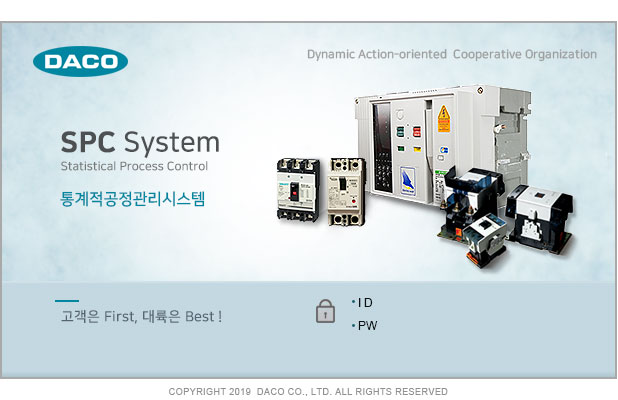 DACO
Dynamic Action-oriented Cooperative Organization
SPC System
Statistical Process Control
통계적공정관리시스템
고객은 First, 대륙은 Best !
• ID
• PW
COPYRIGHT 2019 DACO CO., LTD. ALL RIGHTS RESERVED